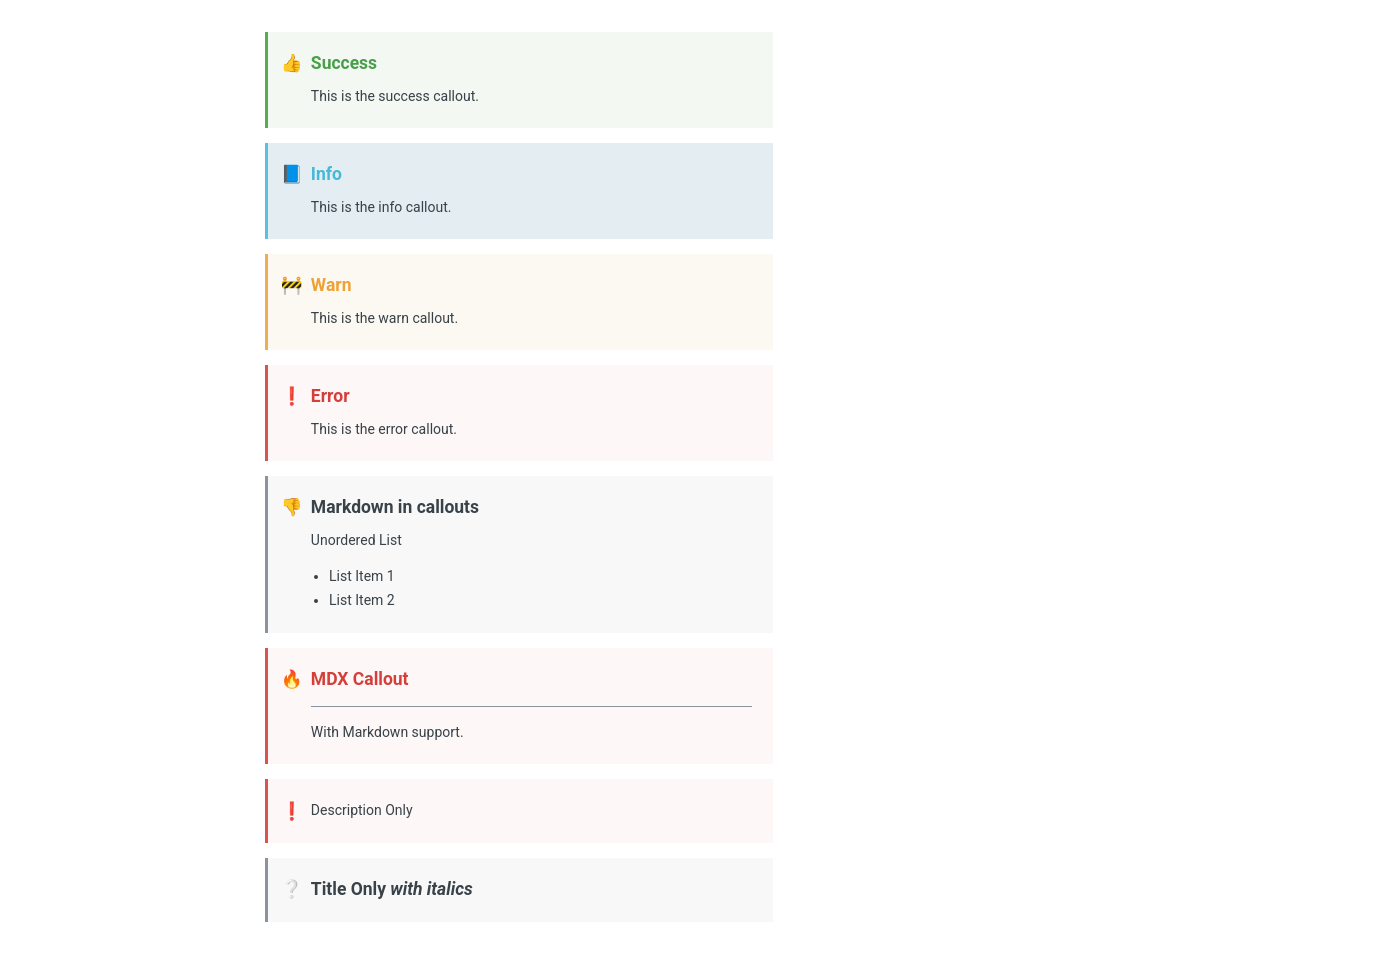 👍 Success
This is the success callout.
📘 Info
This is the info callout.
🚧 Warn
This is the warn callout.
❗ Error
This is the error callout.
👎 Markdown in callouts
Unordered List
• List Item 1
• List Item 2
🔥 MDX Callout
With Markdown support.
❗ Description Only
❔ Title Only with italics